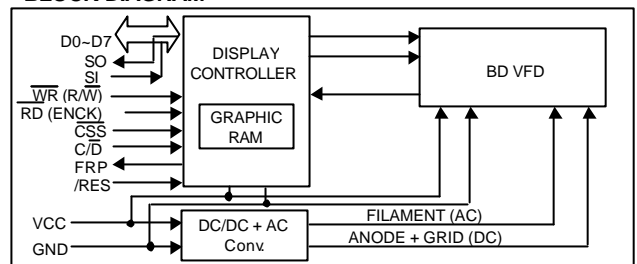 BLOCK DIAGRAM
D0~D7
SO
SI
WR (R/W)
RD (ENCK)
CSS
C/D
FRP
/RES
VCC
GND
DISPLAY
CONTROLLER
GRAPHIC
RAM
BD VFD
DC/DC + AC
Conv.
FILAMENT (AC)
ANODE + GRID (DC)